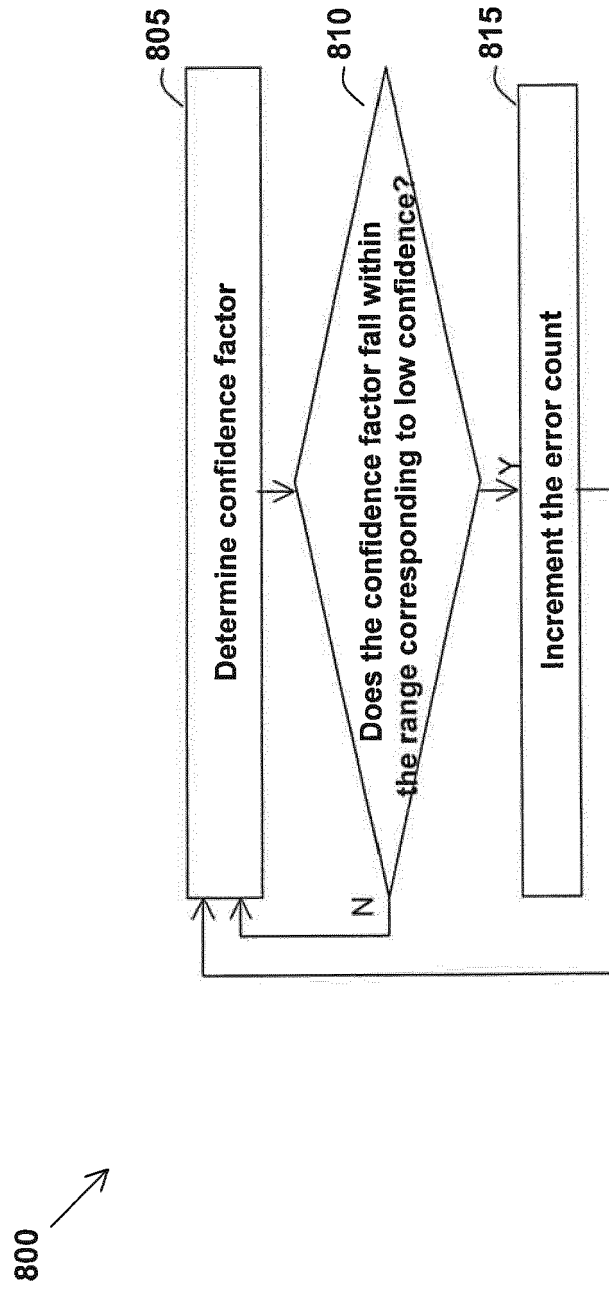 800
805
Determine confidence factor
810
Does the confidence factor fall within
the range corresponding to low confidence?
N
Y
815
Increment the error count